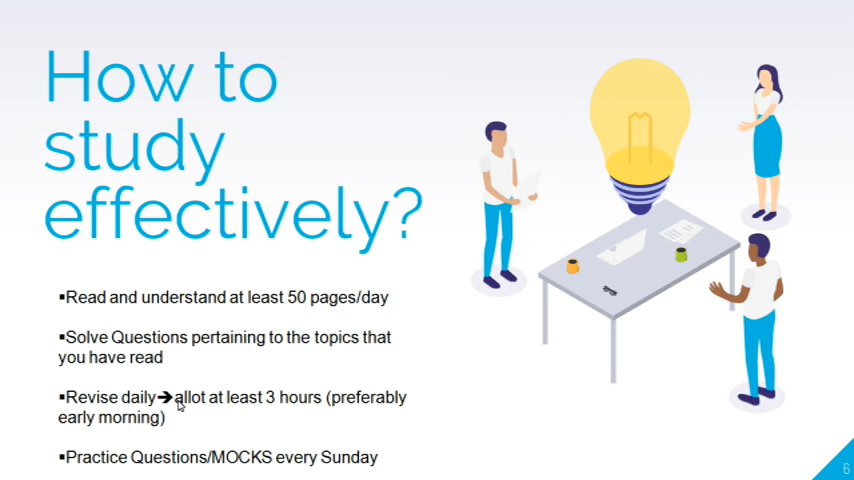 How to
study
effectively?
▪Read and understand at least 50 pages/day
▪Solve Questions pertaining to the topics that
you have read
▪Revise daily➔allot at least 3 hours (preferably
early morning)
▪Practice Questions/MOCKS every Sunday
6